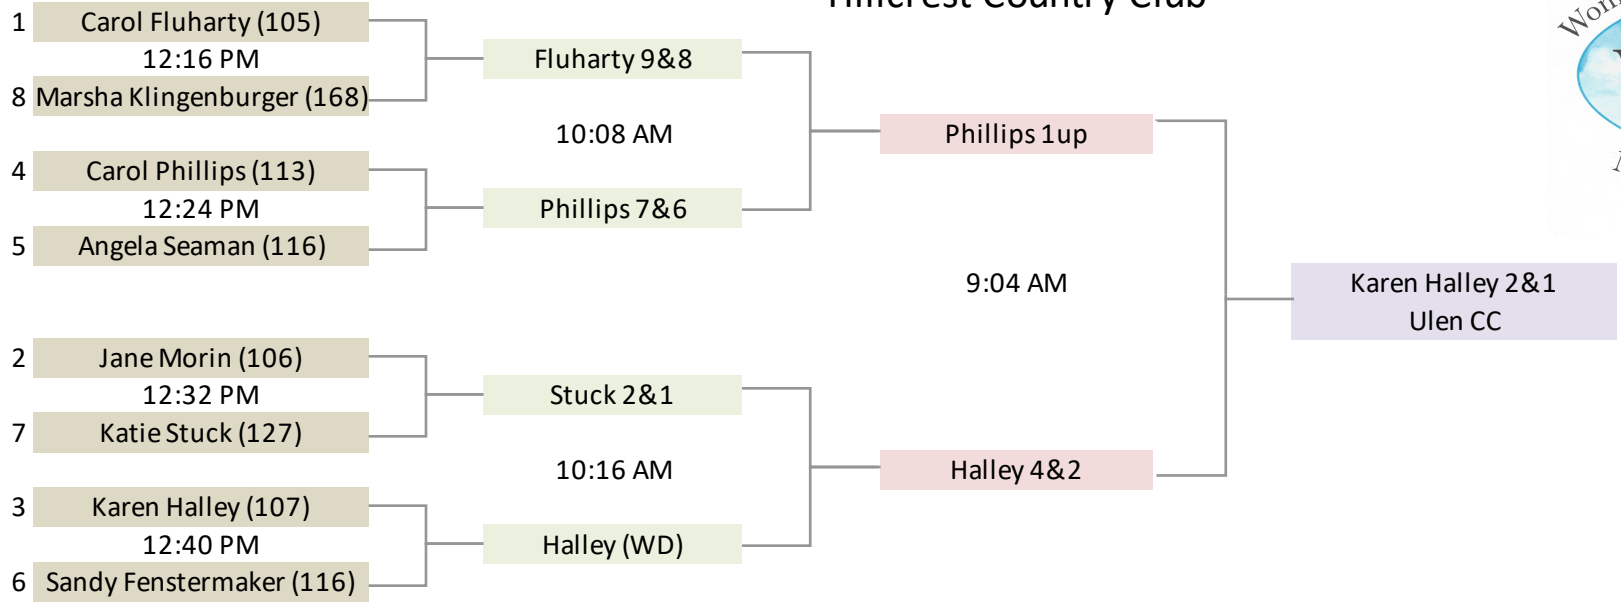 Hillcrest Country Club
1 Carol Fluharty (105)
12:16 PM
8 Marsha Klingenburger (168)
Fluharty 9&8
10:08 AM
4 Carol Phillips (113)
12:24 PM
5 Angela Seaman (116)
Phillips 7&6
Phillips 1up
9:04 AM
Karen Halley 2&1
Ulen CC
2 Jane Morin (106)
12:32 PM
7 Katie Stuck (127)
Stuck 2&1
10:16 AM
3 Karen Halley (107)
12:40 PM
6 Sandy Fenstermaker (116)
Halley (WD)
Halley 4&2